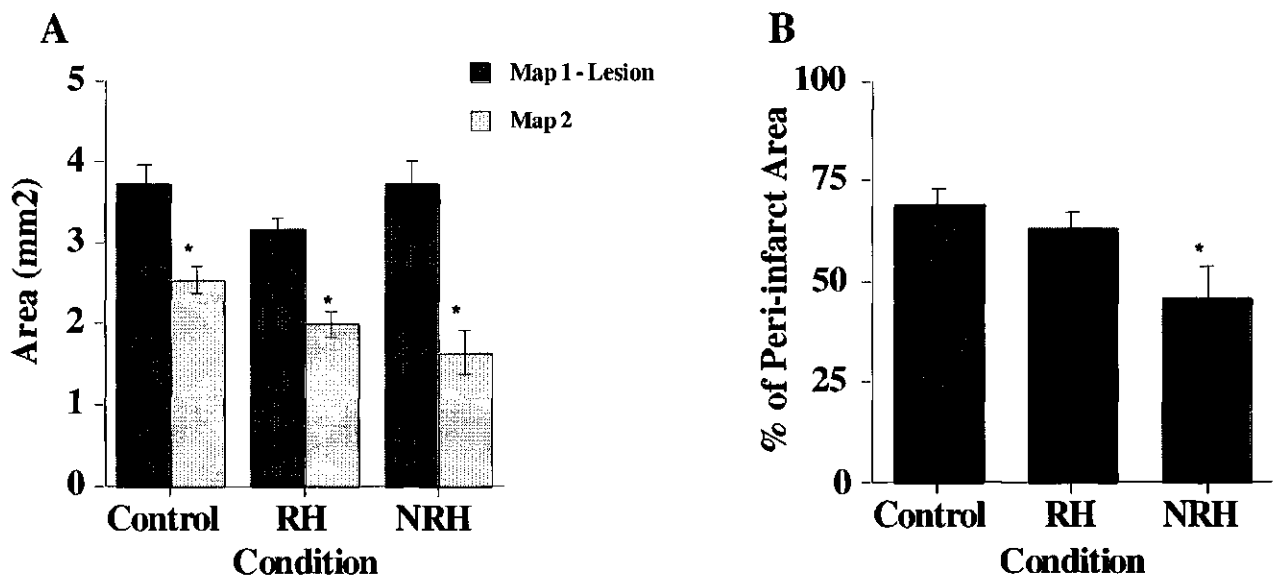 A
Area (mm2)
5
4
3
2
1
0
*
*
*
Control RH NRH
Condition
Map 1 - Lesion
Map 2
B
% of Peri-infarct Area
100
75
50
25
0
*
Control RH NRH
Condition